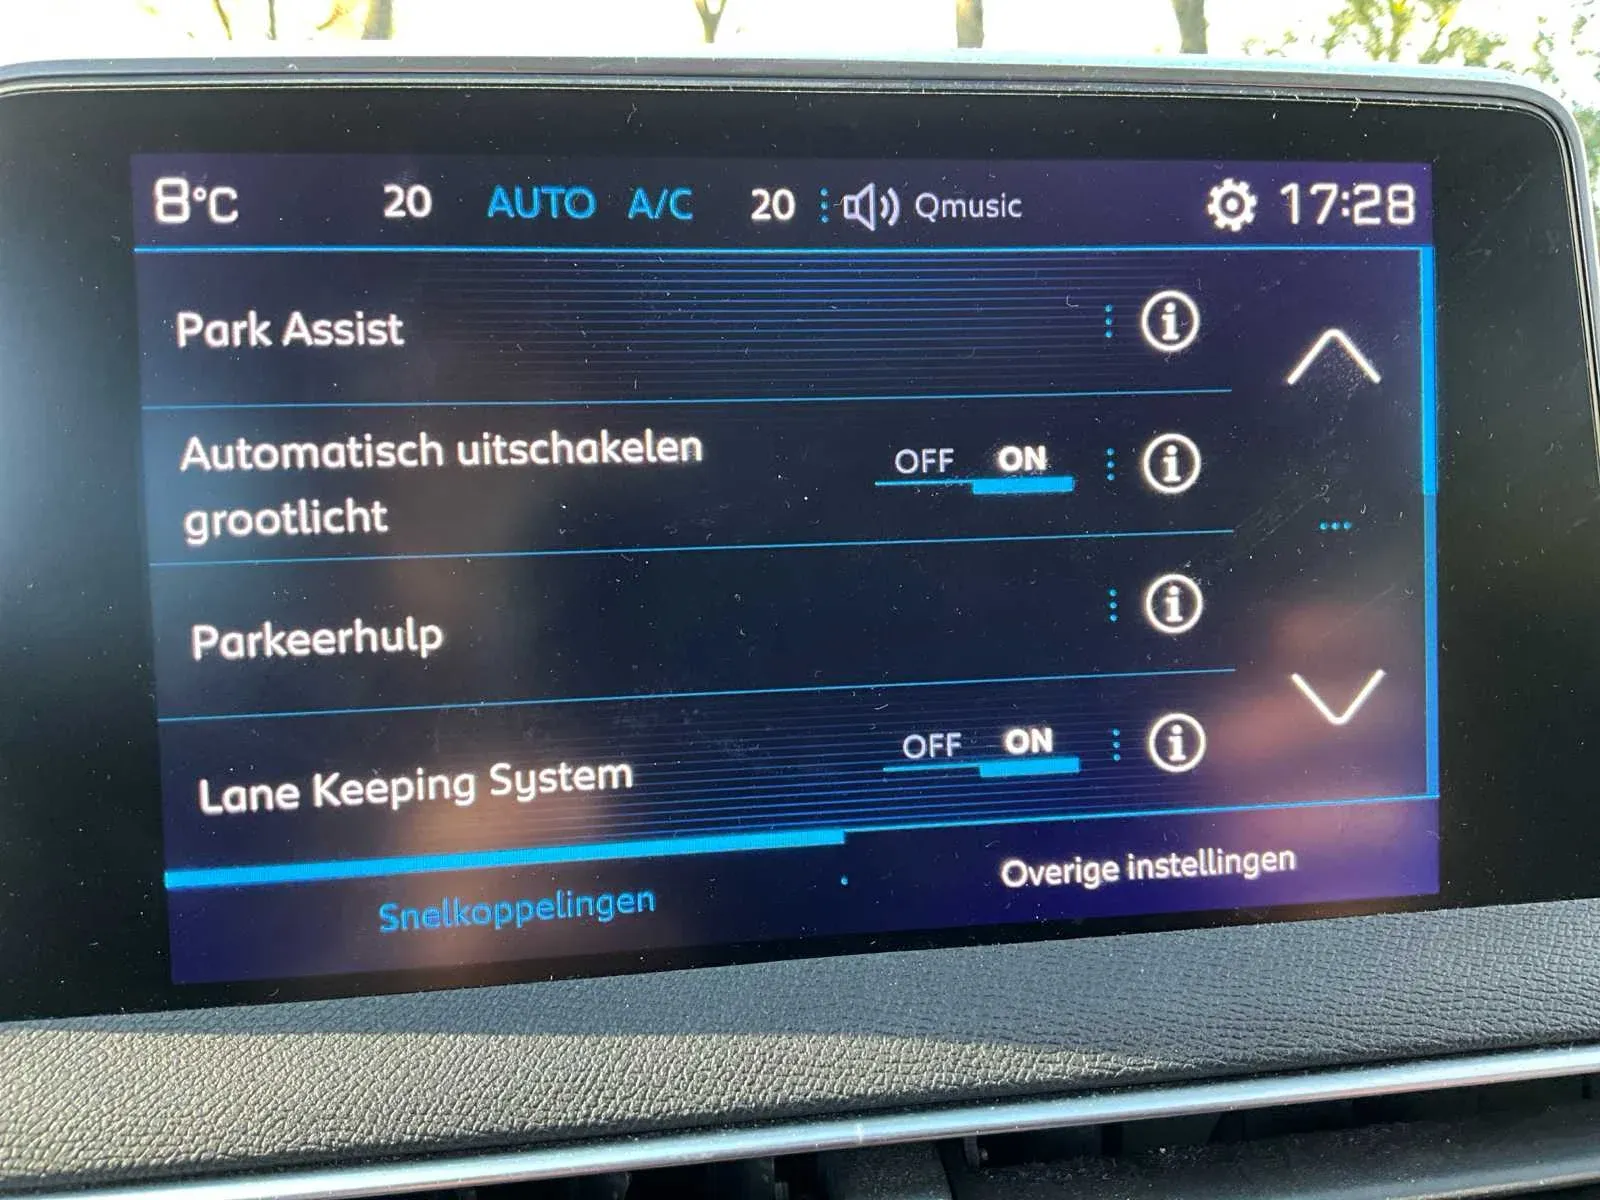 8°C 20 AUTO A/C 20 Qmusic 17:28
Park Assist
Automatisch uitschakelen
grootlicht
OFF ON
Parkeerhulp
Lane Keeping System OFF ON
Snelkoppelingen Overige instellingen